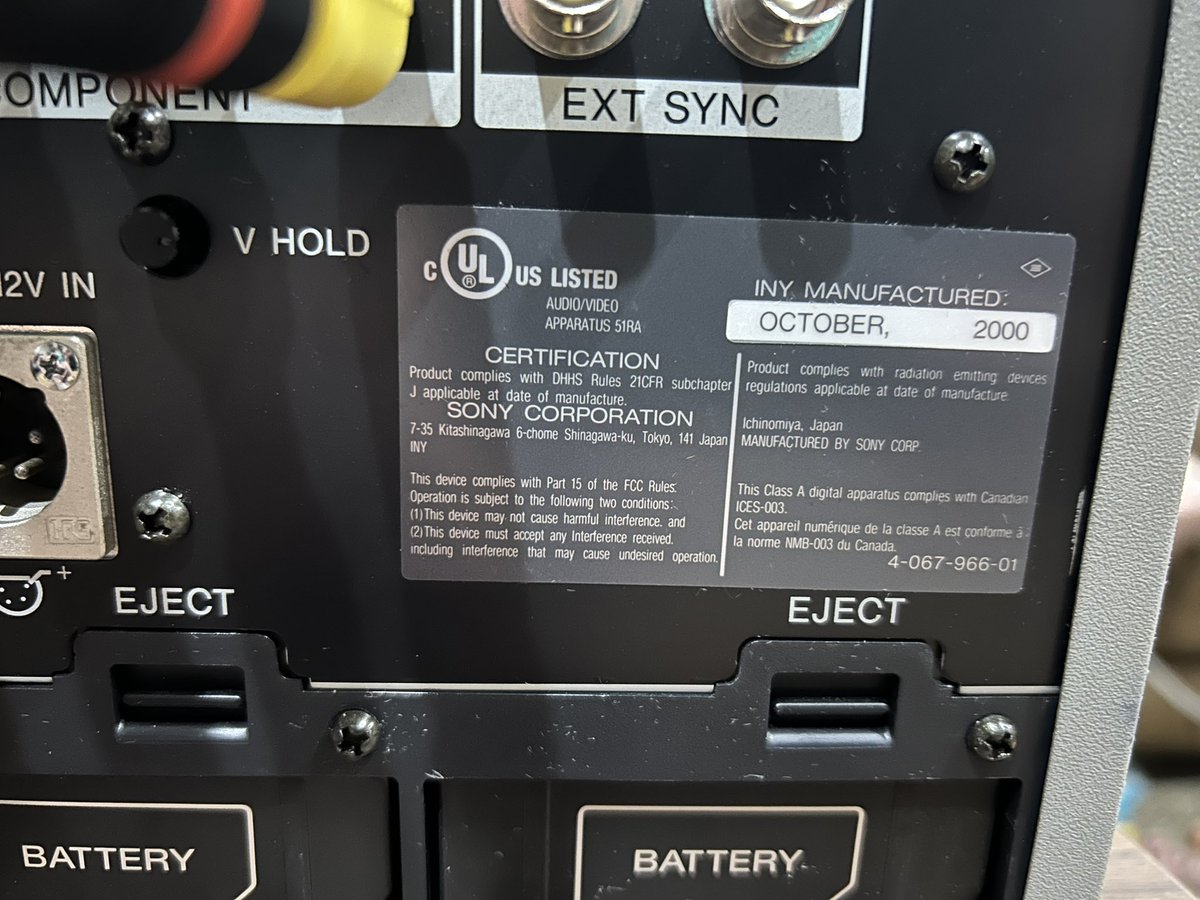 COMPONENT
EXT SYNC
V HOLD
12V IN
C UL ® US LISTED
AUDIO/VIDEO
APPARATUS 51RA
INY MANUFACTURED:
OCTOBER, 2000
CERTIFICATION
Product complies with DHHS Rules 21CFR subchapter
J applicable at date of manufacture.
SONY CORPORATION
7-35 Kitashinagawa 6-chome Shinagawa-ku, Tokyo, 141 Japan
INY
This device complies with Part 15 of the FCC Rules.
Operation is subject to the following two conditions:
(1)This device may not cause harmful interference. and
(2)This device must accept any Interference received.
including interference that may cause undesired operation.
Product complies with radiation emitting devices
regulations applicable at date of manufacture.
Ichinomiya, Japan
MANUFACTURED BY SONY CORP.
This Class A digital apparatus complies with Canadian
ICES-003.
Cet appareil numérique de la classe A est conforme à
la norme NMB-003 du Canada.
4-067-966-01
EJECT
EJECT
BATTERY
BATTERY